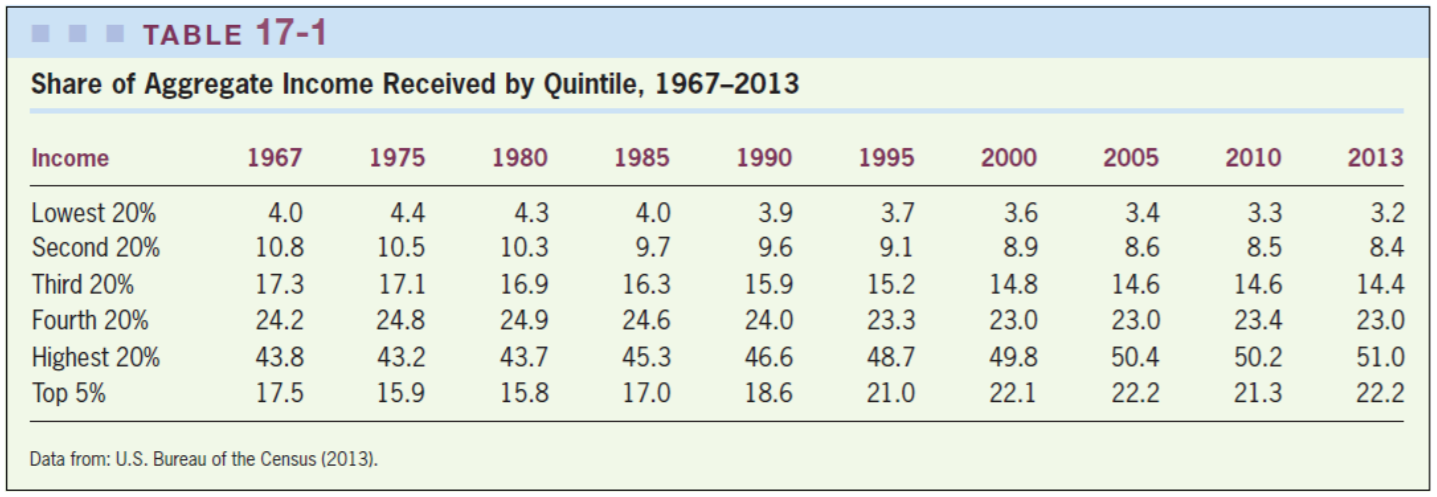 TABLE 17-1
Share of Aggregate Income Received by Quintile, 1967–2013
Income 1967 1975 1980 1985 1990 1995 2000 2005 2010 2013
Lowest 20% 4.0 4.4 4.3 4.0 3.9 3.7 3.6 3.4 3.3 3.2
Second 20% 10.8 10.5 10.3 9.7 9.6 9.1 8.9 8.6 8.5 8.4
Third 20% 17.3 17.1 16.9 16.3 15.9 15.2 14.8 14.6 14.6 14.4
Fourth 20% 24.2 24.8 24.9 24.6 24.0 23.3 23.0 23.0 23.4 23.0
Highest 20% 43.8 43.2 43.7 45.3 46.6 48.7 49.8 50.4 50.2 51.0
Top 5% 17.5 15.9 15.8 17.0 18.6 21.0 22.1 22.2 21.3 22.2
Data from: U.S. Bureau of the Census (2013).